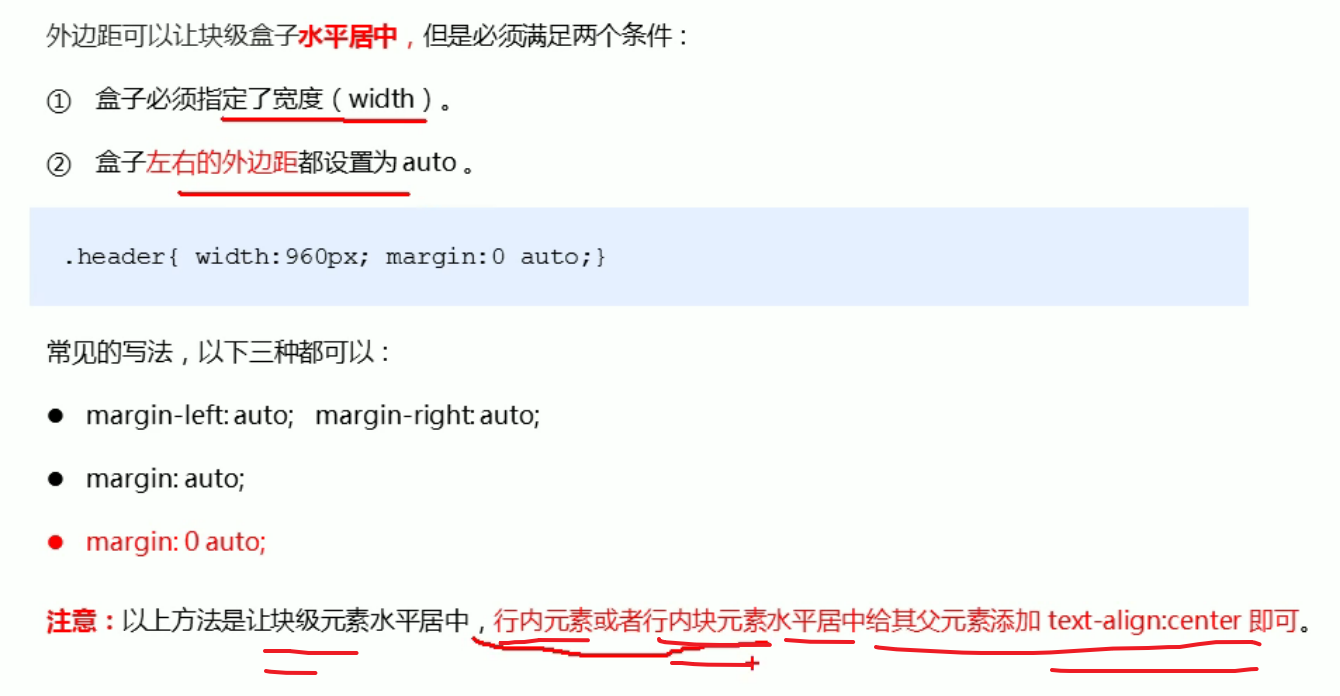 外边距可以让块级盒子水平居中，但是必须满足两个条件：
① 盒子必须指定了宽度（width）。
② 盒子左右的外边距都设置为 auto 。
.header{ width:960px; margin:0 auto;}
常见的写法，以下三种都可以：
● margin-left: auto; margin-right: auto;
● margin: auto;
● margin: 0 auto;
注意：以上方法是让块级元素水平居中，行内元素或者行内块元素水平居中给其父元素添加 text-align:center 即可。